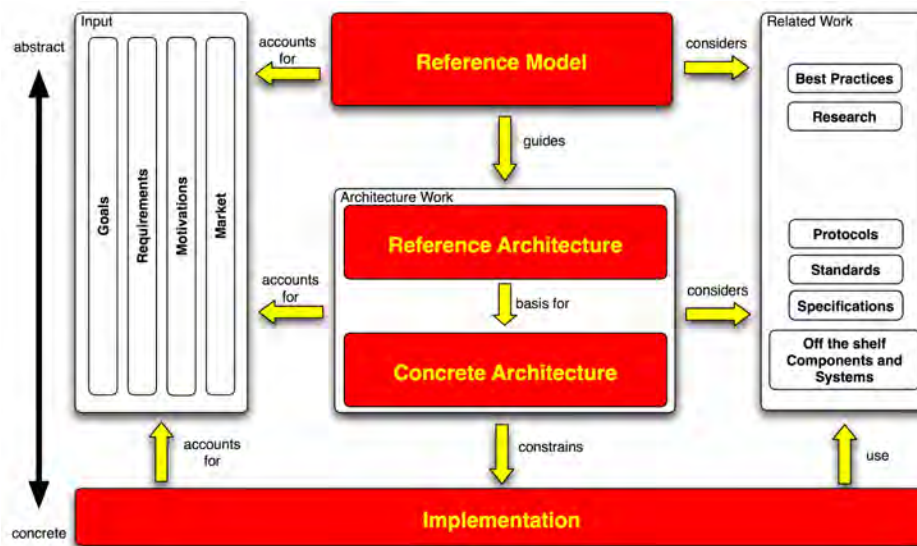 Input
Related Work
abstract
accounts
for
Reference Model
considers
Best Practices
Research
guides
Goals
Requirements
Motivations
Market
Architecture Work
Reference Architecture
Protocols
accounts
for
basis for
considers
Standards
Specifications
Concrete Architecture
Off the shelf
Components and
Systems
accounts
for
constrains
use
Implementation
concrete